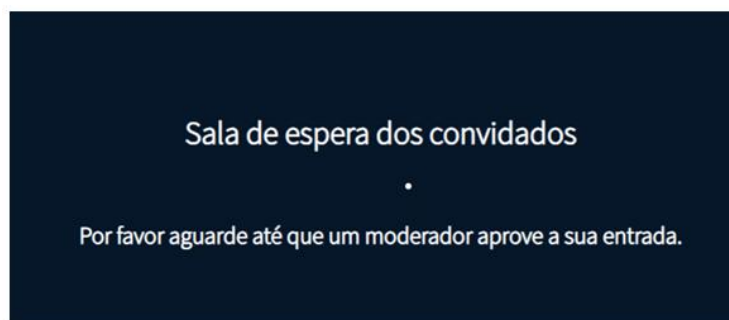 Sala de espera dos convidados
Por favor aguarde até que um moderador aprove a sua entrada.